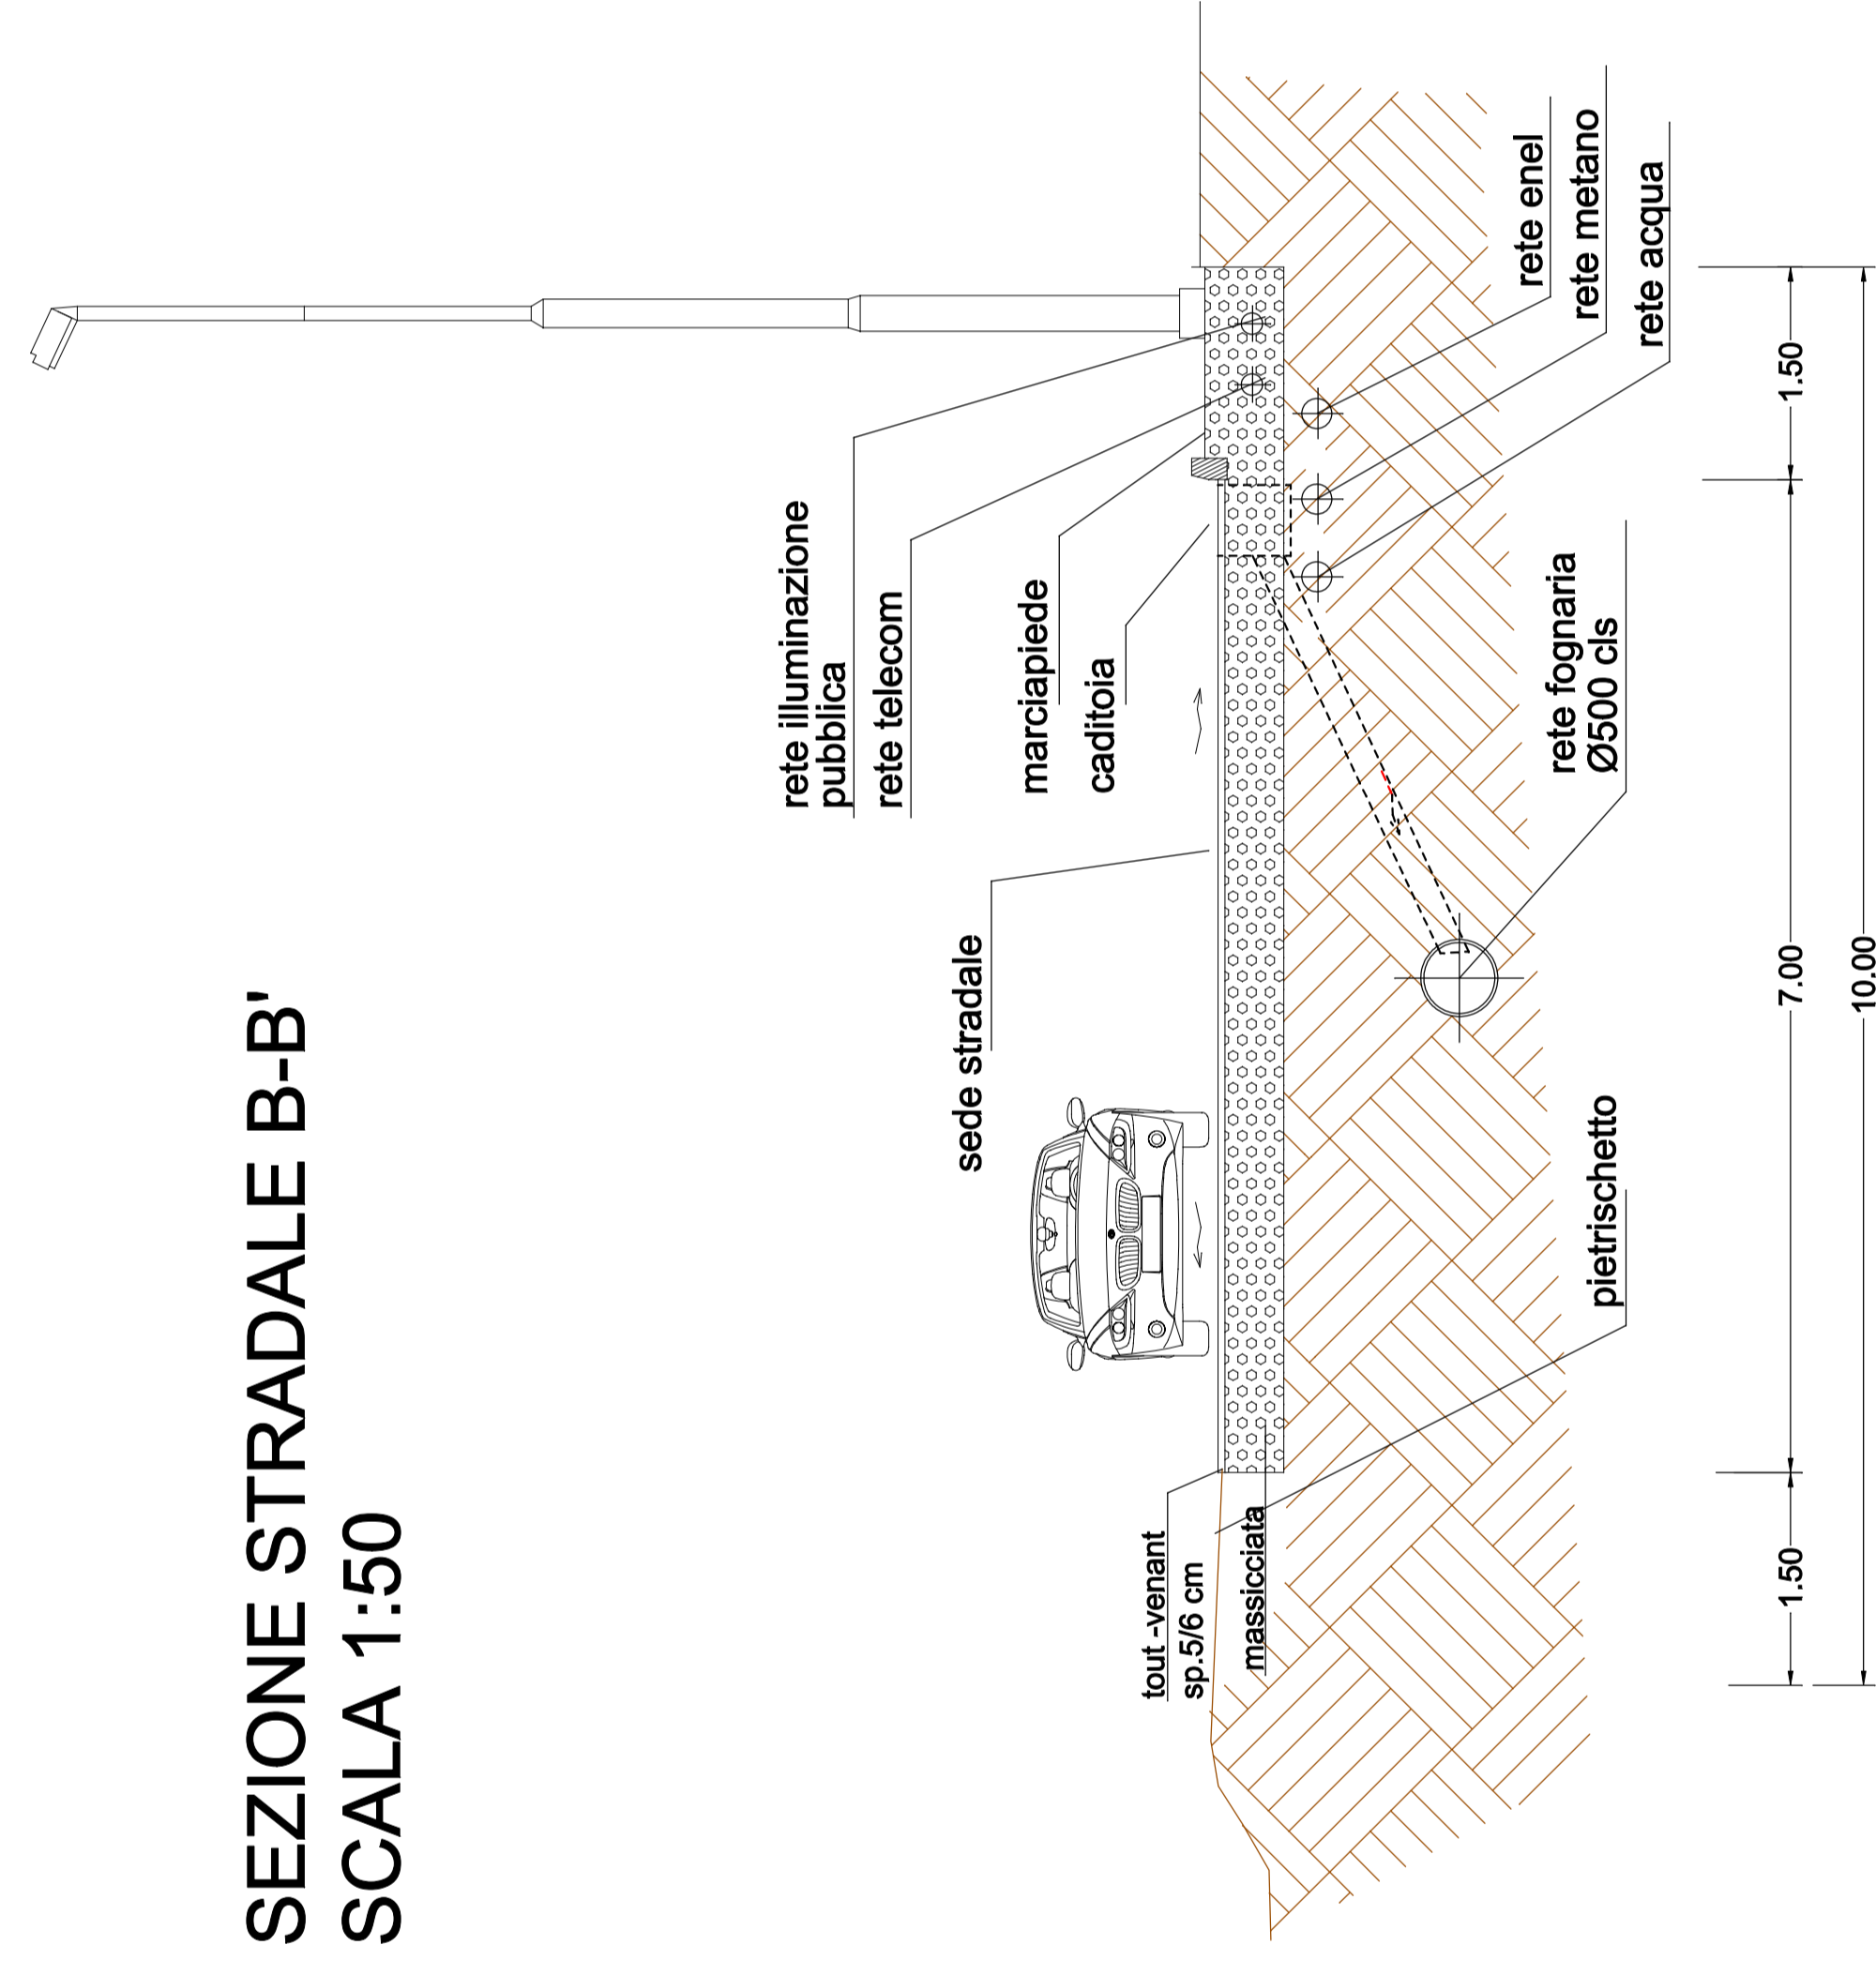 SEZIONE STRADALE B-B'
SCALA 1:50
rete illuminazione
pubblica
rete telecom
marciapiede
caditoia
sede stradale
tout -venant
sp.5/6 cm
massicciata
pietrischetto
rete fognaria
Ø500 cls
rete enel
rete metano
rete acqua
1.50
7.00
1.50
10.00